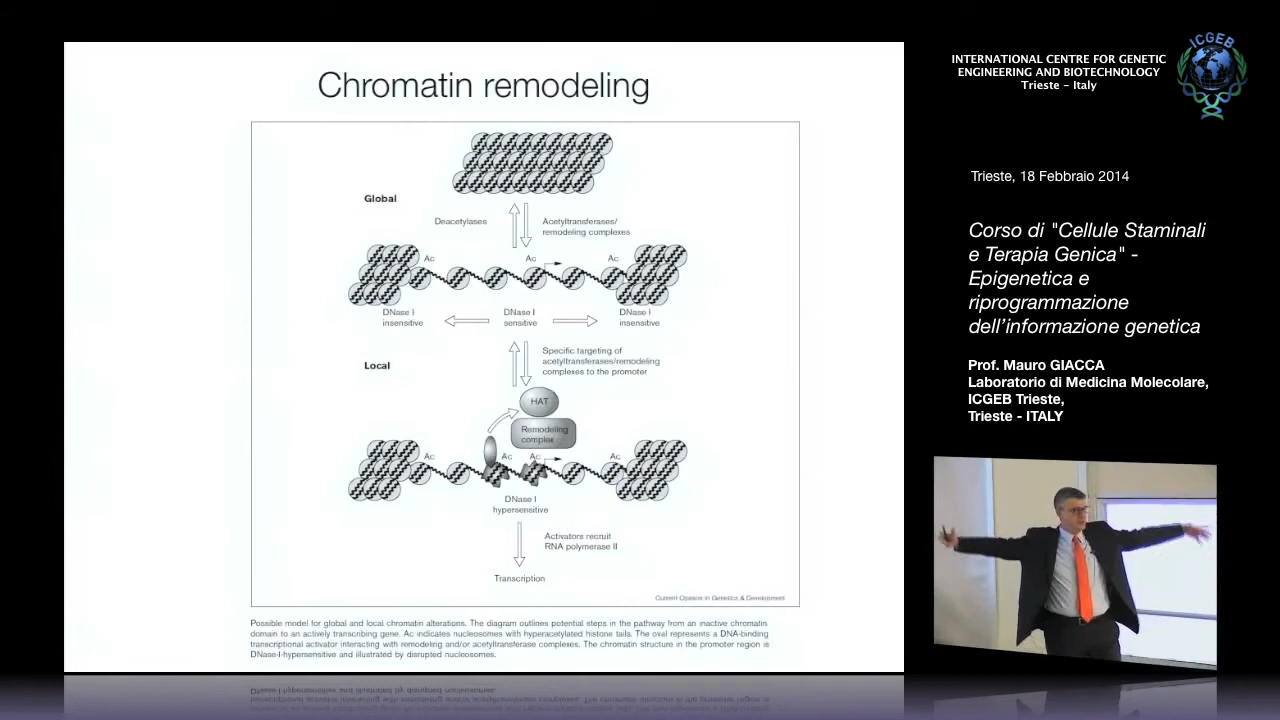 Chromatin remodeling
Global
Deacetylases
Acetyltransferases/
remodeling complexes
Ac
Ac
Ac
DNase I
insensitive
DNase I
sensitive
DNase I
insensitive
Specific targeting of
acetyltransferases/remodeling
complexes to the promoter
Local
HAT
Remodeling
complex
Ac
Ac
Ac
Ac
DNase I
hypersensitive
Activators recruit
RNA polymerase II
Transcription
Current Opinion in Genetics & Development
Possible model for global and local chromatin alterations. The diagram outlines potential steps in the pathway from an inactive chromatin
domain to an actively transcribing gene. Ac indicates nucleosomes with hyperacetylated histone tails. The oval represents a DNA-binding
transcriptional activator interacting with remodeling and/or acetyltransferase complexes. The chromatin structure in the promoter region is
DNase-I-hypersensitive and illustrated by disrupted nucleosomes.
INTERNATIONAL CENTRE FOR GENETIC
ENGINEERING AND BIOTECHNOLOGY
Trieste - Italy
ICGEB
Trieste, 18 Febbraio 2014
Corso di "Cellule Staminali
e Terapia Genica" -
Epigenetica e
riprogrammazione
dell'informazione genetica
Prof. Mauro GIACCA
Laboratorio di Medicina Molecolare,
ICGEB Trieste,
Trieste - ITALY